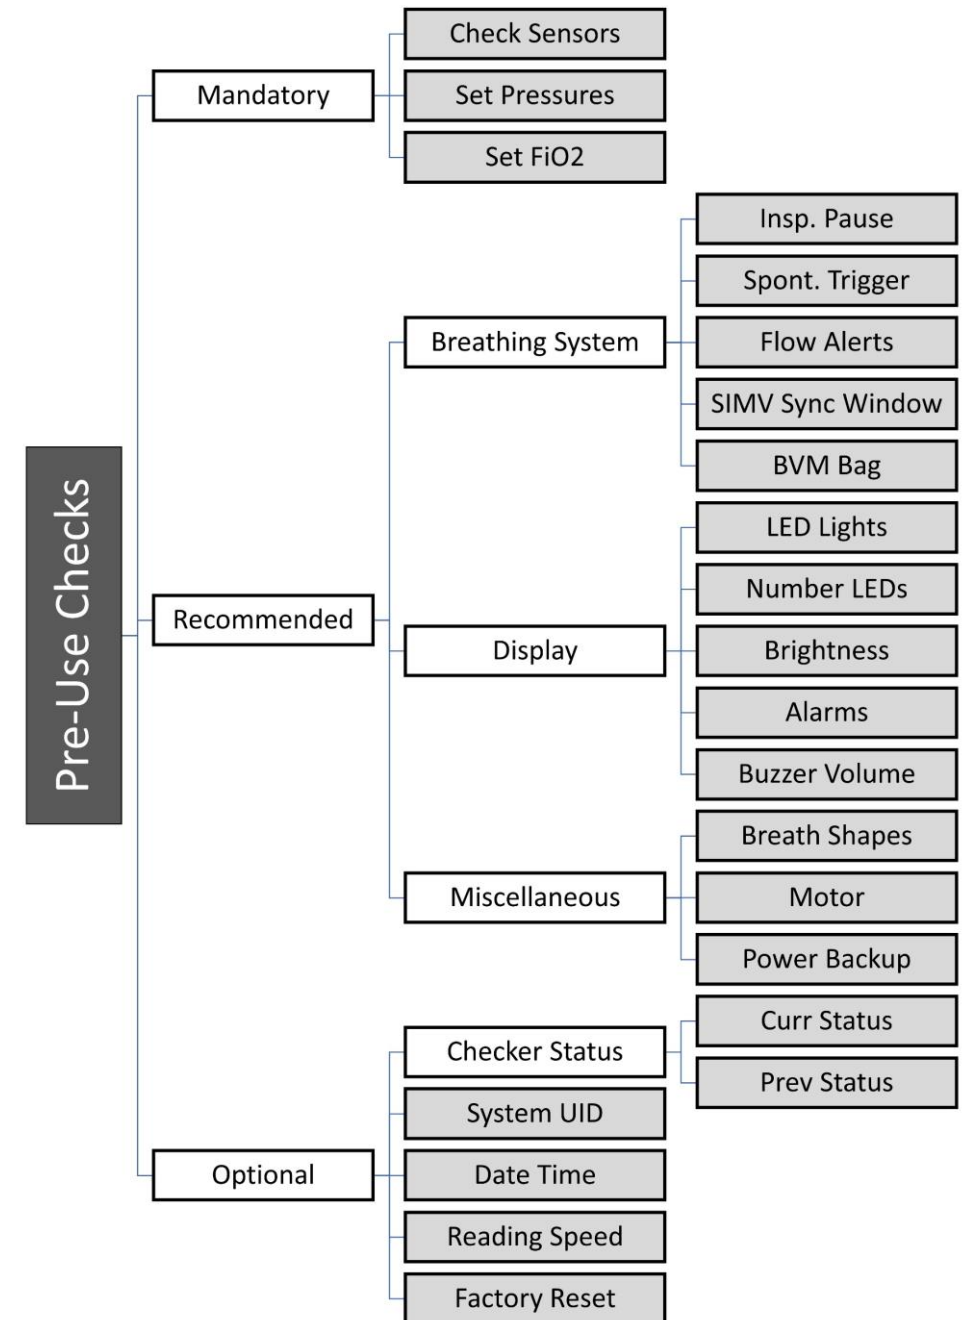 Pre-Use Checks
Mandatory
Check Sensors
Set Pressures
Set FiO2
Recommended
Breathing System
Insp. Pause
Spont. Trigger
Flow Alerts
SIMV Sync Window
BVM Bag
Display
LED Lights
Number LEDs
Brightness
Alarms
Buzzer Volume
Miscellaneous
Breath Shapes
Motor
Power Backup
Optional
Checker Status
Curr Status
Prev Status
System UID
Date Time
Reading Speed
Factory Reset